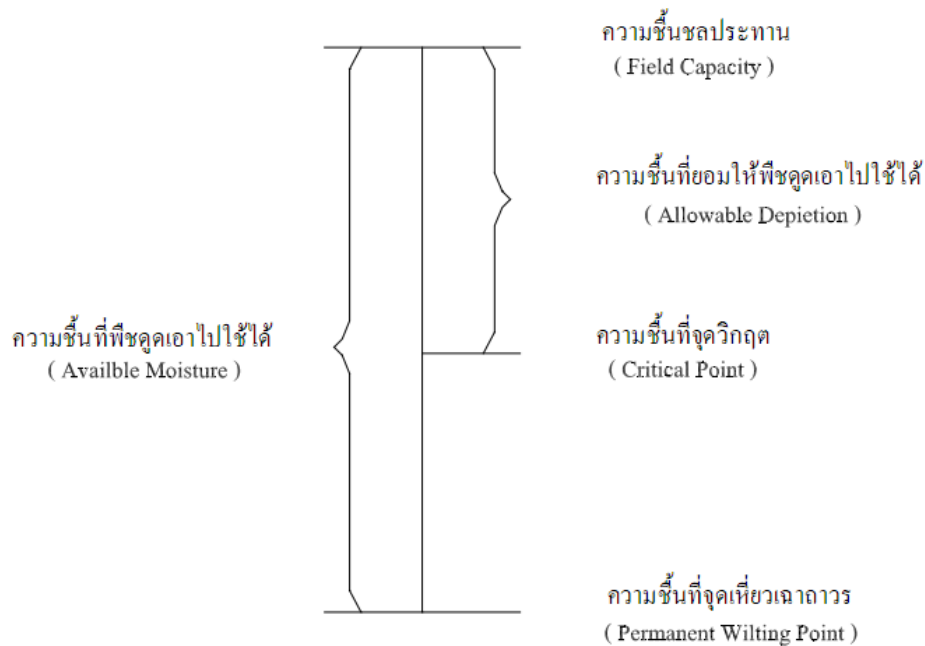 ความชื้นชลประทาน
( Field Capacity )
ความชื้นที่ยอมให้พืชดูดเอาไปใช้ได้
( Allowable Depietion )
ความชื้นที่พืชดูดเอาไปใช้ได้
( Availble Moisture )
ความชื้นที่จุดวิกฤต
( Critical Point )
ความชื้นที่จุดเหี่ยวเฉาถาวร
( Permanent Wilting Point )